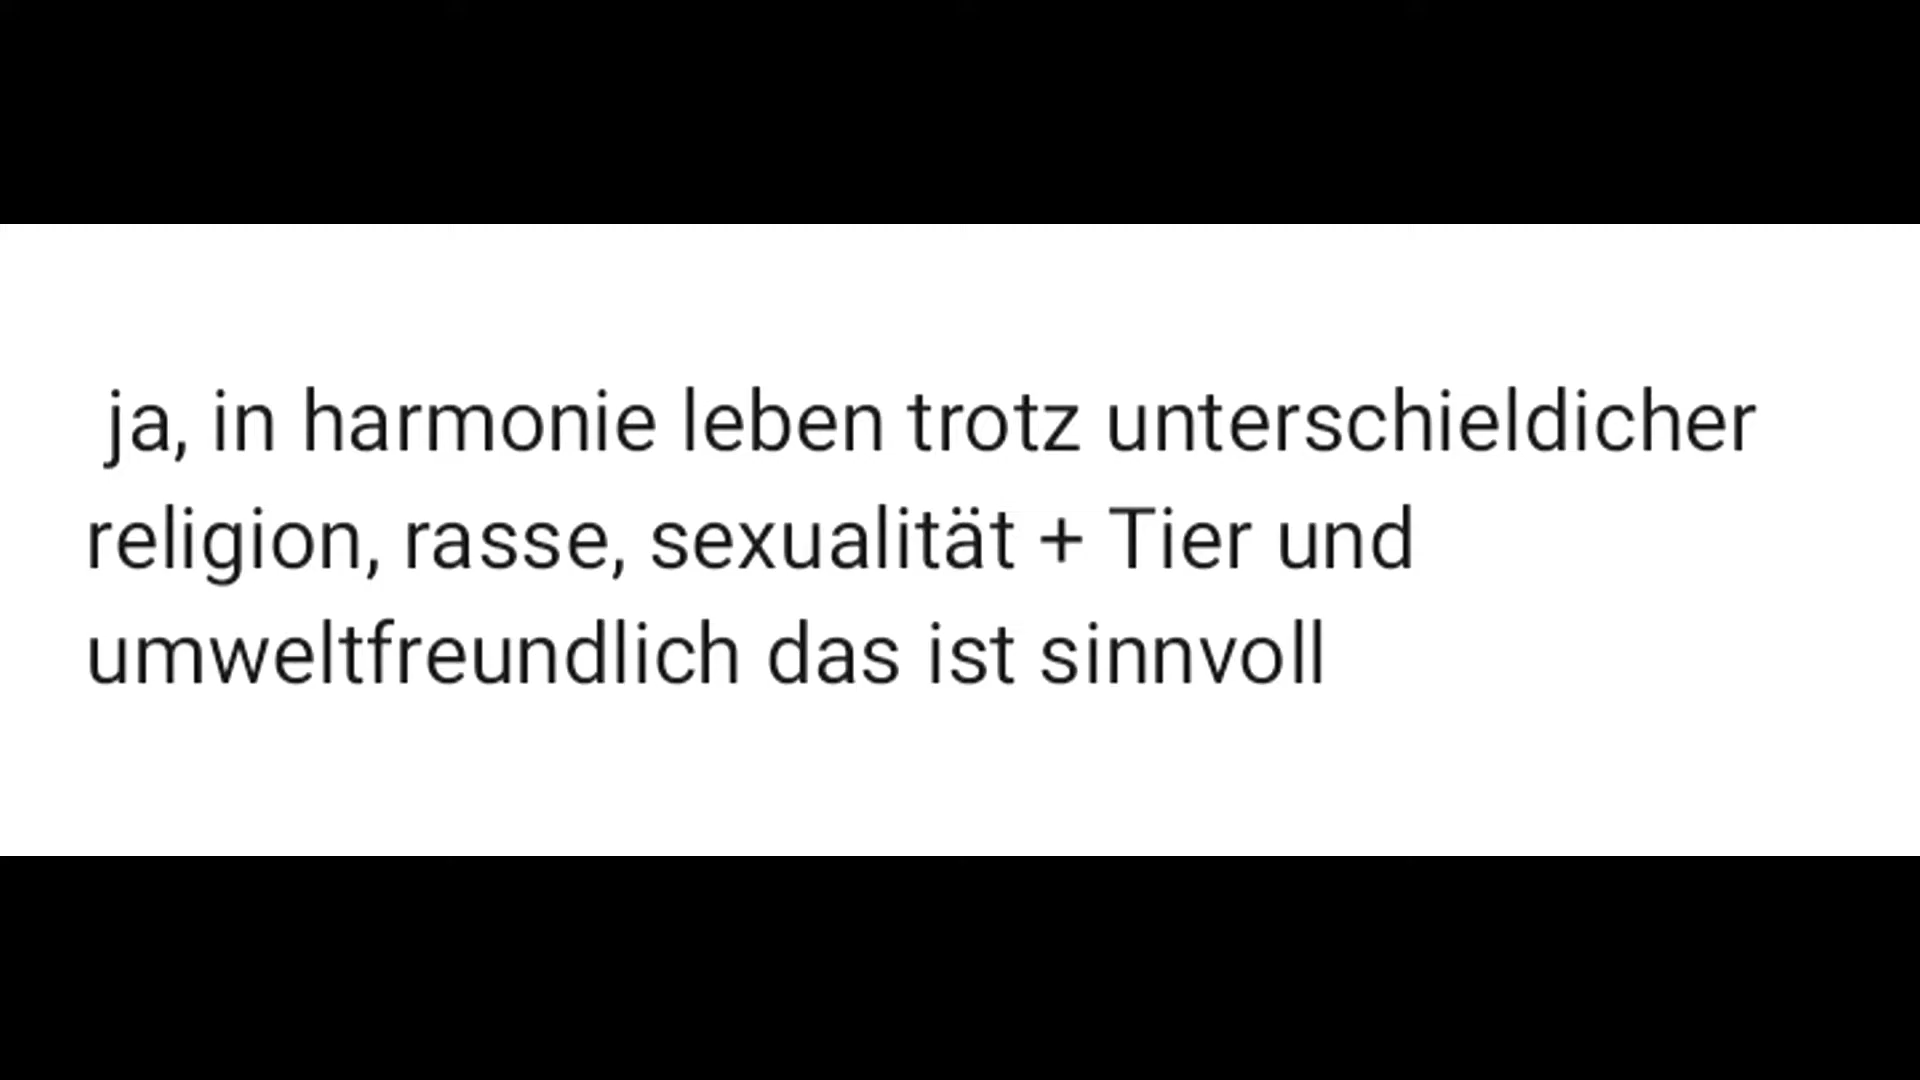 ja, in harmonie leben trotz unterschieldicher
religion, rasse, sexualität + Tier und
umweltfreundlich das ist sinnvoll